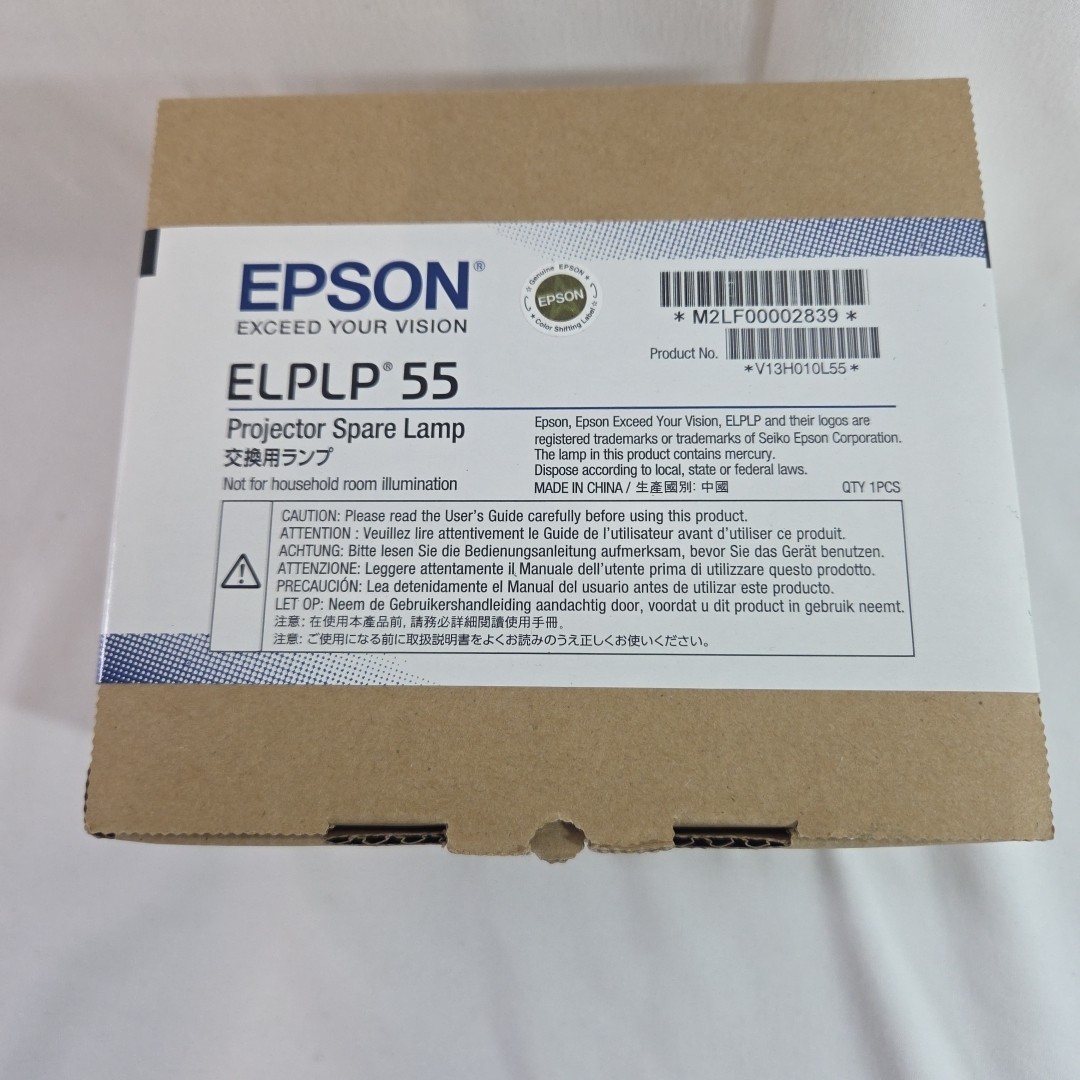 EPSON®
EXCEED YOUR VISION
☆ Genuine EPSON ☆
EPSON
☆ Color Shifting Label ☆
* M2LF00002839 *
Product No.
*V13H010L55*
ELPLP® 55
Projector Spare Lamp
交換用ランプ
Not for household room illumination
Epson, Epson Exceed Your Vision, ELPLP and their logos are
registered trademarks or trademarks of Seiko Epson Corporation.
The lamp in this product contains mercury.
Dispose according to local, state or federal laws.
MADE IN CHINA / 生產國別: 中國
QTY 1PCS
CAUTION: Please read the User's Guide carefully before using this product.
ATTENTION : Veuillez lire attentivement le Guide de l'utilisateur avant d'utiliser ce produit.
ACHTUNG: Bitte lesen Sie die Bedienungsanleitung aufmerksam, bevor Sie das Gerät benutzen.
ATTENZIONE: Leggere attentamente il Manuale dell'utente prima di utilizzare questo prodotto.
PRECAUCIÓN: Lea detenidamente el Manual del usuario antes de utilizar este producto.
LET OP: Neem de Gebruikershandleiding aandachtig door, voordat u dit product in gebruik neemt.
注意: 在使用本產品前, 請務必詳細閱讀使用手冊。
注意: ご使用になる前に取扱説明書をよくお読みのうえ正しくお使いください。